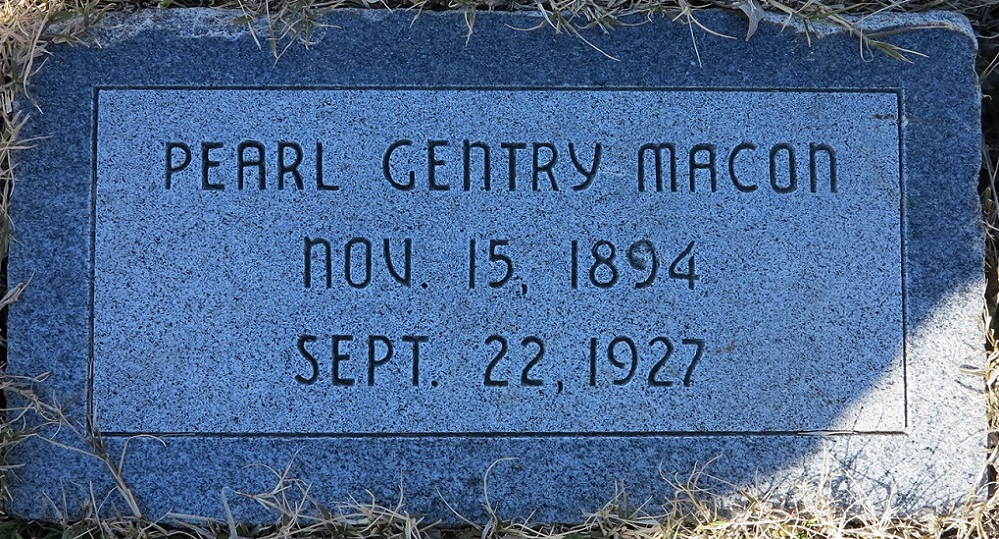 PEARL GENTRY MACON
NOV. 15, 1894
SEPT. 22, 1927